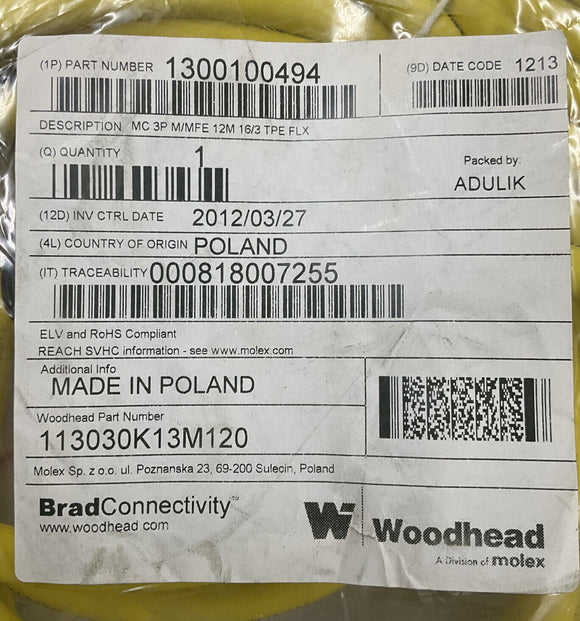 (1P) PART NUMBER 1300100494
(9D) DATE CODE 1213
DESCRIPTION MC 3P M/MFE 12M 16/3 TPE FLX
(Q) QUANTITY 1
Packed by:
ADULIK
(12D) INV CTRL DATE 2012/03/27
(4L) COUNTRY OF ORIGIN POLAND
(IT) TRACEABILITY 000818007255
ELV and RoHS Compliant
REACH SVHC information - see www.molex.com
Additional Info
MADE IN POLAND
Woodhead Part Number
113030K13M120
Molex Sp. z o.o. ul. Poznanska 23, 69-200 Sulecin, Poland
BradConnectivity™
www.woodhead.com
Woodhead
A Division of molex